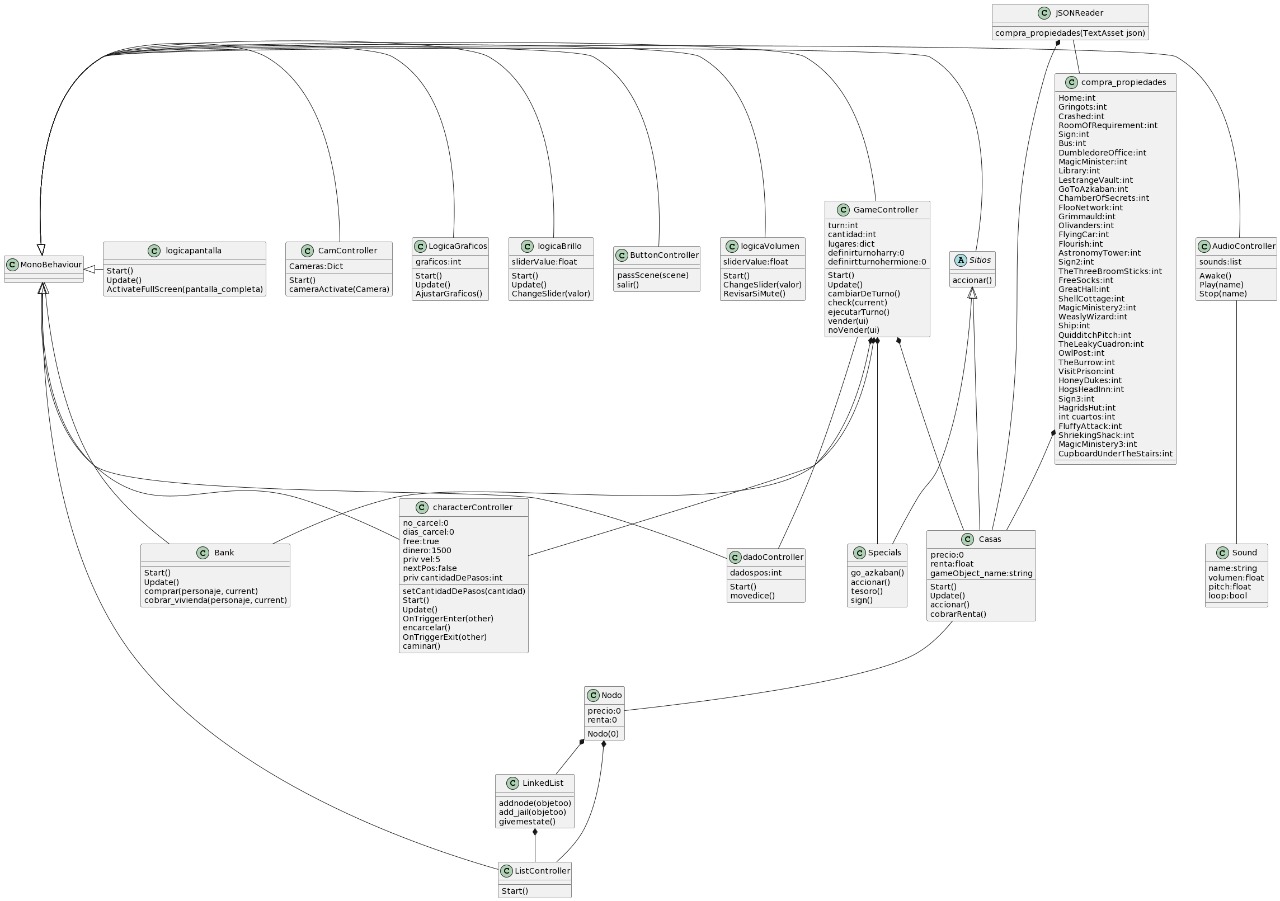 C JSONReader
compra_propiedades(TextAsset json)
C compra_propiedades
Home:int
Gringots:int
Crashed:int
RoomOfRequirement:int
Sign:int
Bus:int
DumbledoreOffice:int
MagicMinister:int
Library:int
LestrangeVault:int
GoToAzkaban:int
ChamberOfSecrets:int
FlooNetwork:int
Grimmauld:int
Olivanders:int
FlyingCar:int
Flourish:int
AstronomyTower:int
Sign2:int
TheThreeBroomSticks:int
FreeSocks:int
GreatHall:int
ShellCottage:int
MagicMinistery2:int
WeaslyWizard:int
Ship:int
QuidditchPitch:int
TheLeakyCuadron:int
OwlPost:int
TheBurrow:int
VisitPrison:int
HoneyDukes:int
HogsHeadInn:int
Sign3:int
HagridsHut:int
int cuartos:int
FluffyAttack:int
ShriekingShack:int
MagicMinistery3:int
CupboardUnderTheStairs:int
C MonoBehaviour
C logicapantalla
Start()
Update()
ActivateFullScreen(pantalla_completa)
C CamController
Cameras:Dict
Start()
cameraActivate(Camera)
C LogicaGraficos
graficos:int
Start()
Update()
AjustarGraficos()
C logicaBrillo
sliderValue:float
Start()
Update()
ChangeSlider(valor)
C ButtonController
passScene(scene)
salir()
C logicaVolumen
sliderValue:float
Start()
ChangeSlider(valor)
RevisarSiMute()
C GameController
turn:int
cantidad:int
lugares:dict
definirturnoharry:0
definirtturnohermione:0
Start()
Update()
cambiarDeTurno()
check(current)
ejecutarTurno()
vender(ui)
noVender(ui)
A Sitios
accionar()
C AudioController
sounds:list
Awake()
Play(name)
Stop(name)
C Bank
Start()
Update()
comprar(personaje, current)
cobrar_vivienda(personaje, current)
C characterController
no_carcel:0
dias_carcel:0
free:true
dinero:1500
priv vel:5
nextPos:false
priv cantidadDePasos:int
setCantidadDePasos(cantidad)
Start()
Update()
OnTriggerEnter(other)
encarcelar()
OnTriggerExit(other)
caminar()
C dadoController
dadospos:int
Start()
movedice()
C Specials
go_azkaban()
accionar()
tesoro()
sign()
C Casas
precio:0
renta:float
gameObject_name:string
Start()
Update()
accionar()
cobrarRenta()
C Sound
name:string
volumen:float
pitch:float
loop:bool
C Nodo
precio:0
renta:0
Nodo(0)
C LinkedList
addnode(objetoo)
add_jail(objetoo)
givemestate()
C ListController
Start()